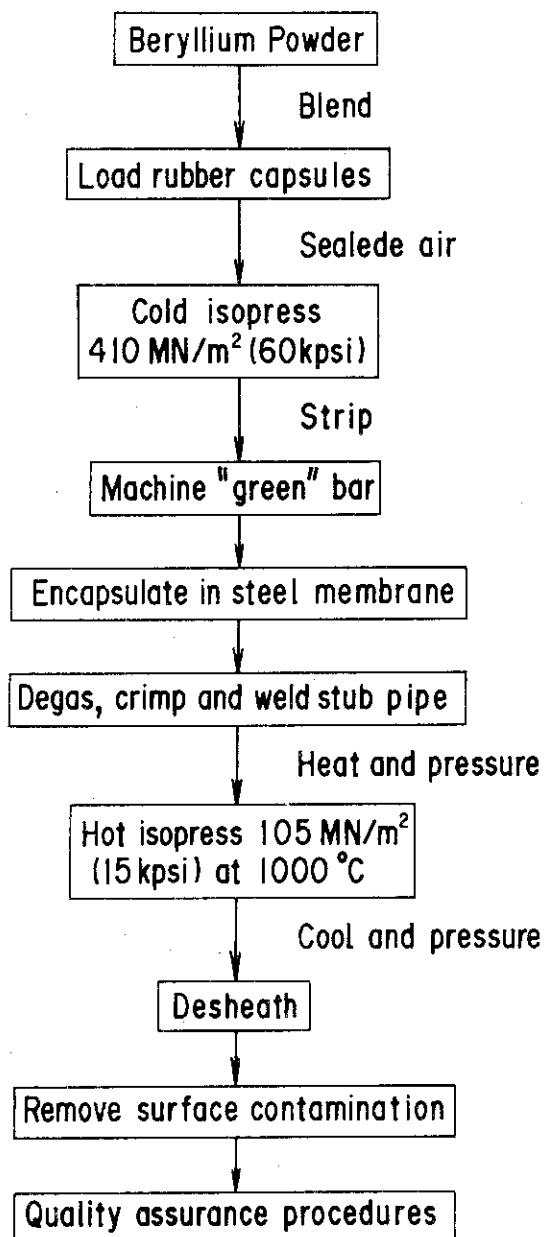 Beryllium Powder
Blend
Load rubber capsules
Sealede air
Cold isopress
410 MN/m² (60kpsi)
Strip
Machine "green" bar
Encapsulate in steel membrane
Degas, crimp and weld stub pipe
Heat and pressure
Hot isopress 105 MN/m²
(15kpsi) at 1000 °C
Cool and pressure
Desheath
Remove surface contamination
Quality assurance procedures